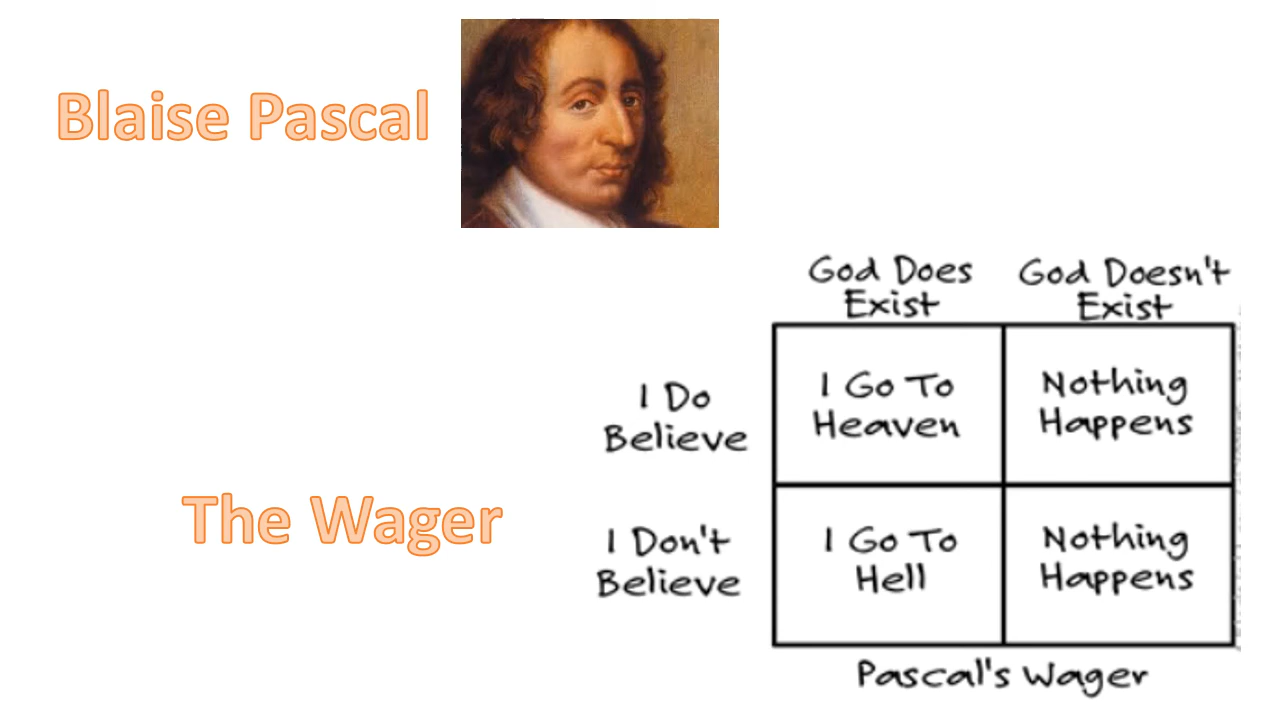 Blaise Pascal
God Does
Exist
God Doesn't
Exist
I Do
Believe
I Go To
Heaven
Nothing
Happens
The Wager
I Don't
Believe
I Go To
Hell
Nothing
Happens
Pascal's Wager